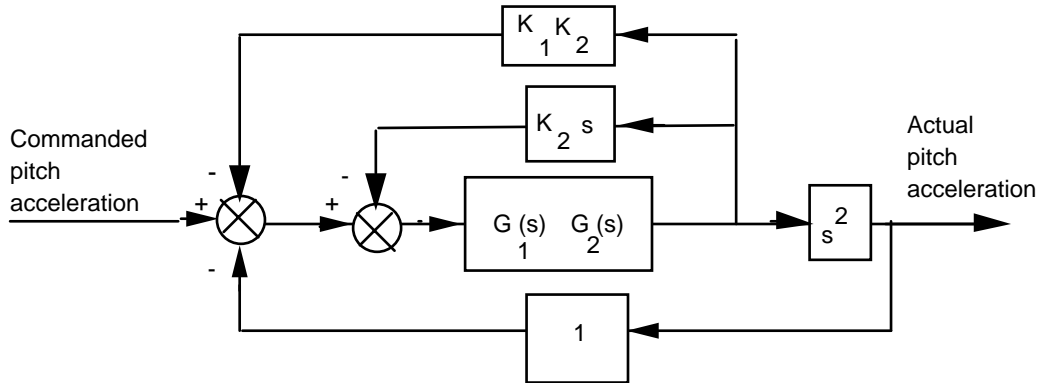 K1K2
K2 s
Commanded
pitch
acceleration
Actual
pitch
acceleration
-
-
+
+
-
G1(s) G2(s)
s2
-
1